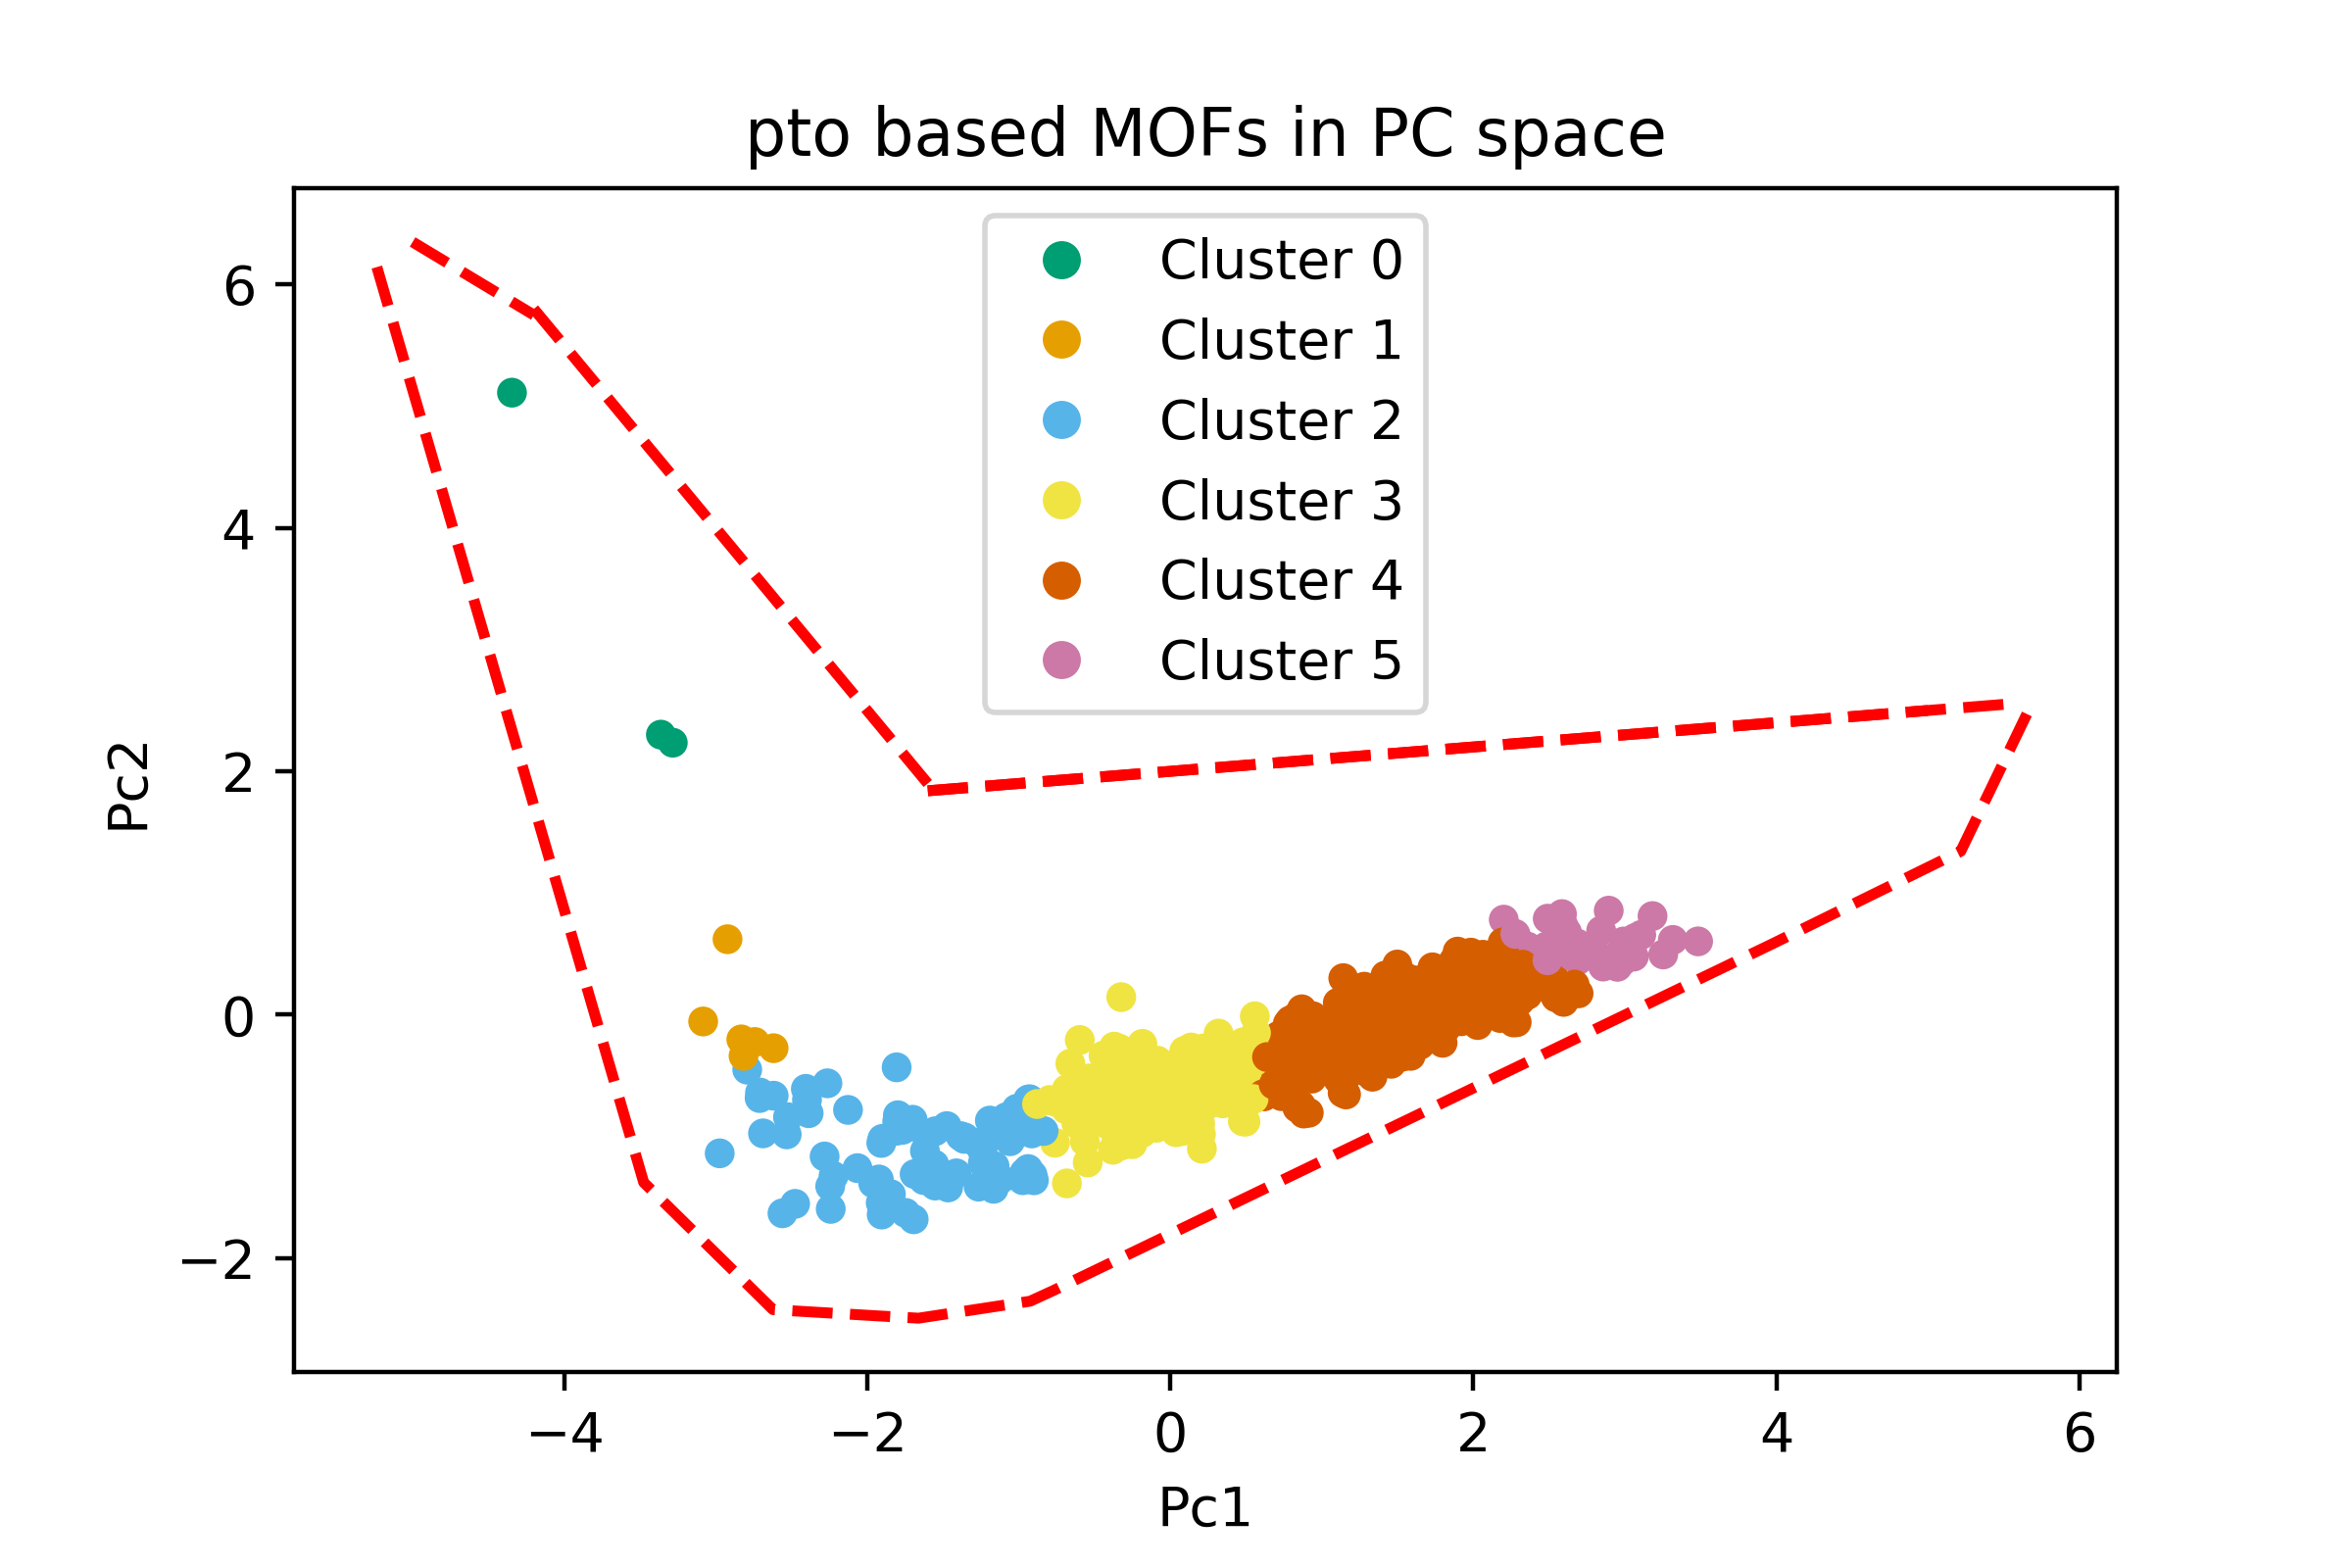 pto based MOFs in PC space
Cluster 0
Cluster 1
Cluster 2
Cluster 3
Cluster 4
Cluster 5
6
4
2
0
−2
Pc2
−4
−2
0
2
4
6
Pc1